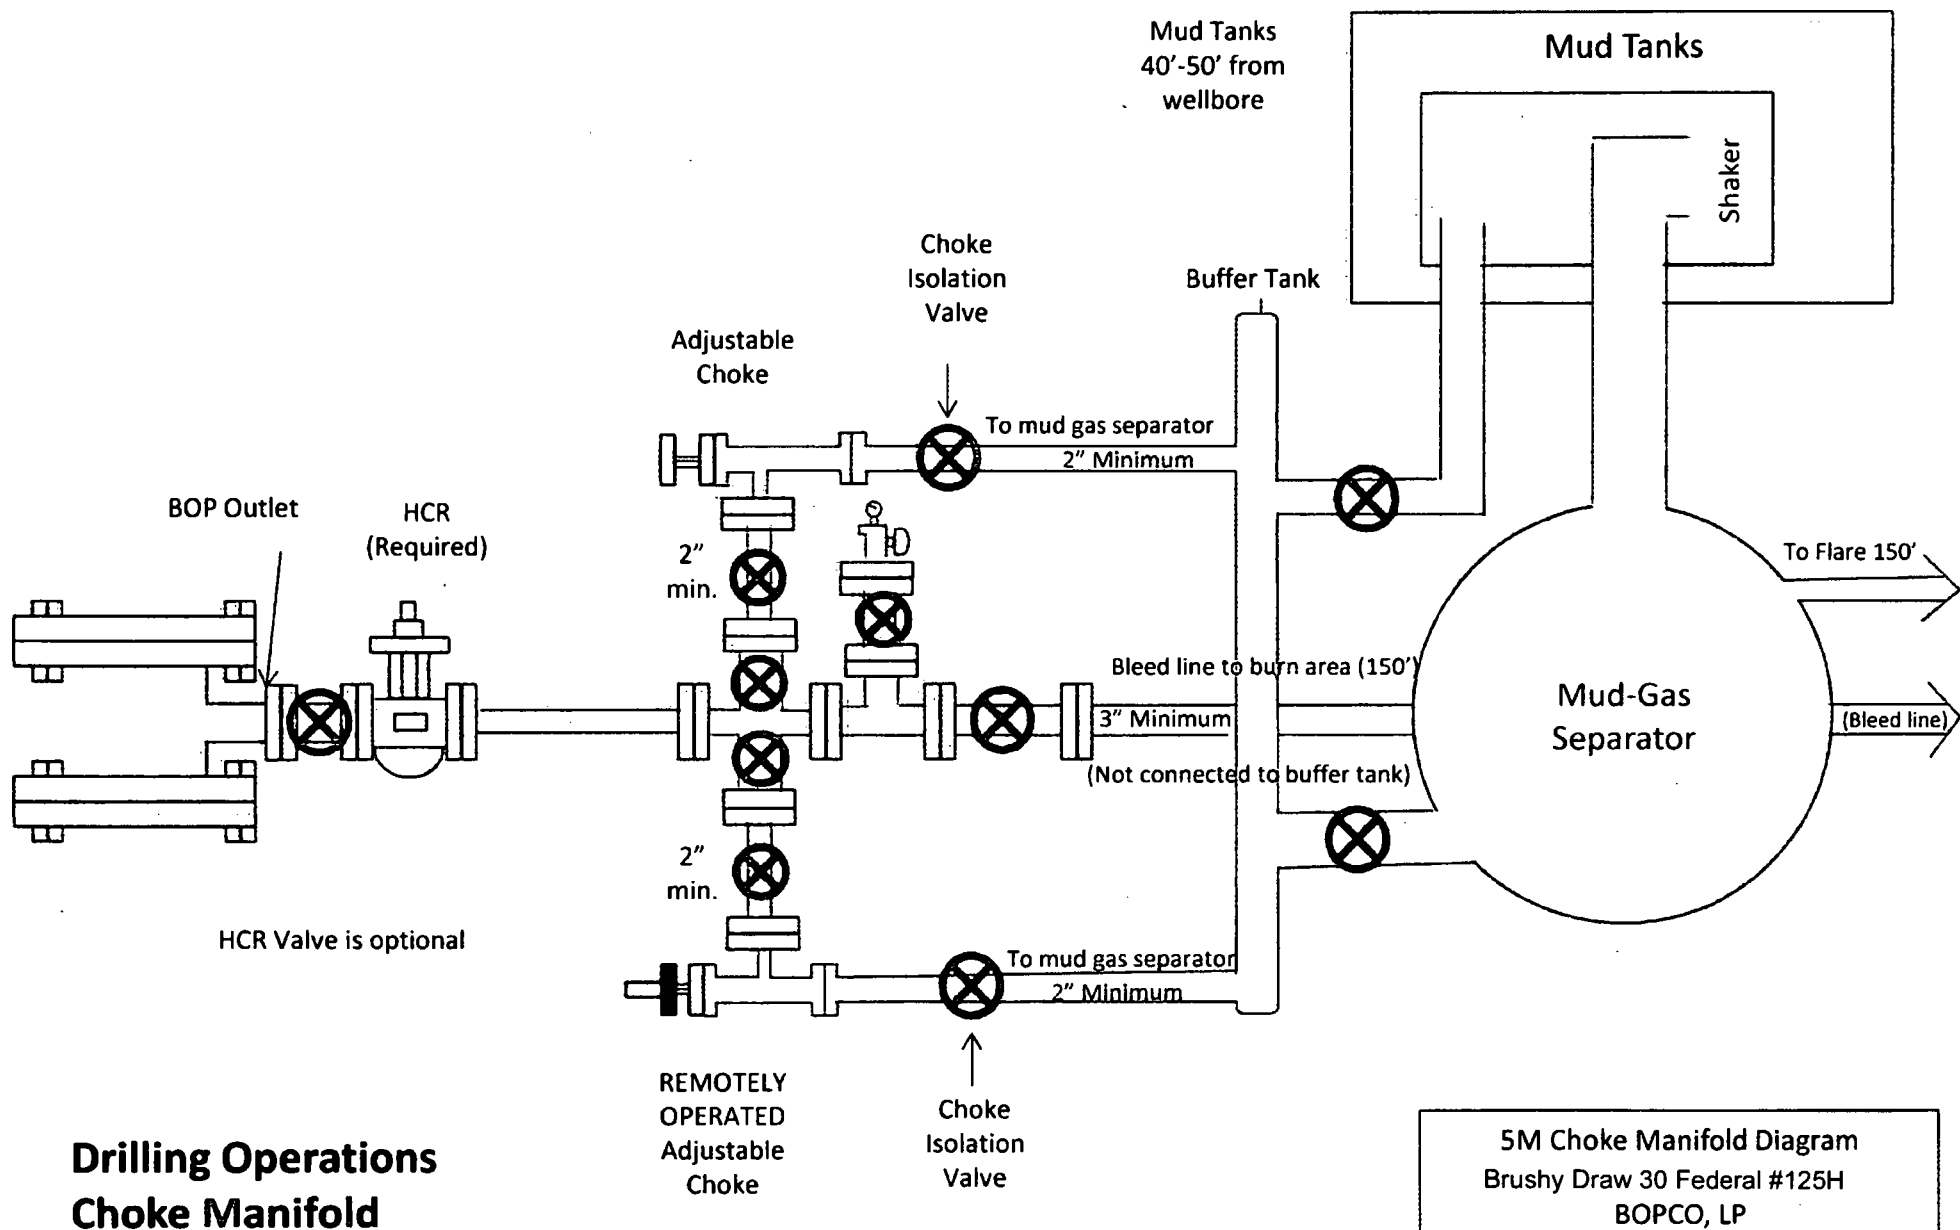 Mud Tanks
40'-50' from
wellbore
Mud Tanks
Shaker
Choke
Isolation
Valve
Buffer Tank
Adjustable
Choke
To mud gas separator
2" Minimum
BOP Outlet
HCR
(Required)
2"
min.
To Flare 150'
Bleed line to burn area (150')
3" Minimum
(Not connected to buffer tank)
Mud-Gas
Separator
(Bleed line)
2"
min.
HCR Valve is optional
To mud gas separator
2" Minimum
REMOTELY
OPERATED
Adjustable
Choke
Choke
Isolation
Valve
Drilling Operations
Choke Manifold
5M Choke Manifold Diagram
Brushy Draw 30 Federal #125H
BOPCO, LP